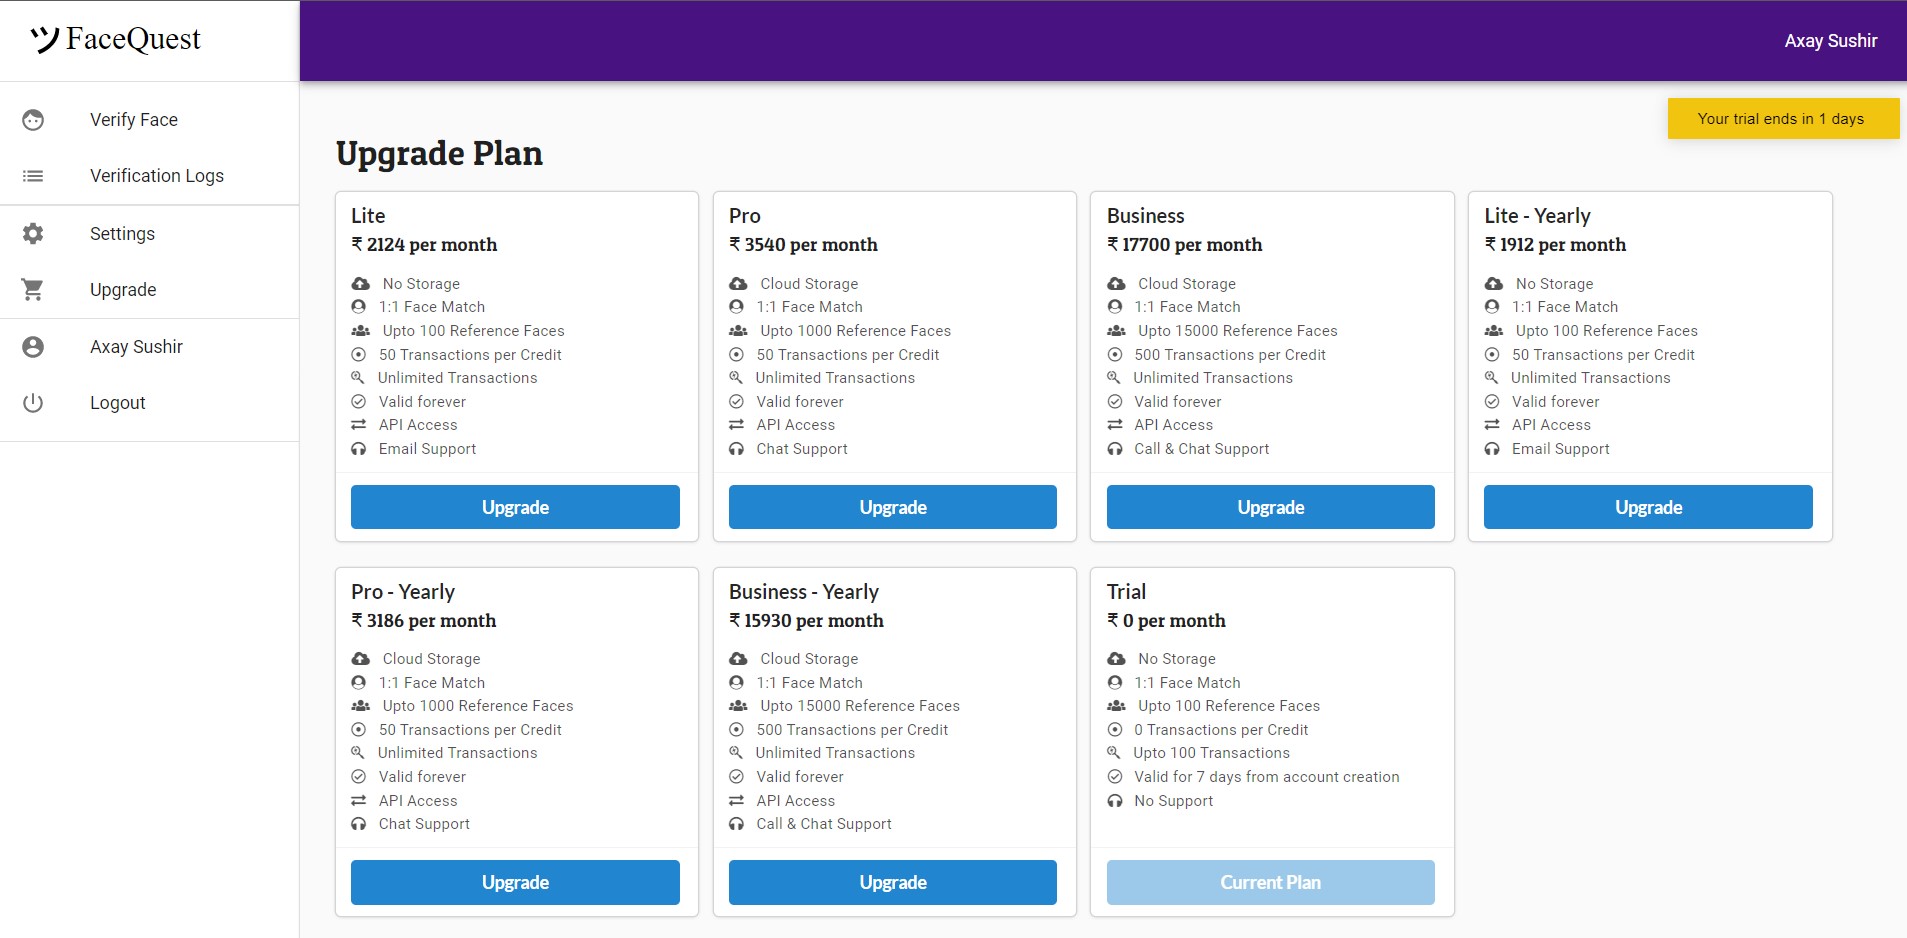 ツ FaceQuest
Axay Sushir
Verify Face
Verification Logs
Settings
Upgrade
Axay Sushir
Logout
Your trial ends in 1 days
Upgrade Plan
Lite
₹ 2124 per month
No Storage
1:1 Face Match
Upto 100 Reference Faces
50 Transactions per Credit
Unlimited Transactions
Valid forever
API Access
Email Support
Upgrade
Pro
₹ 3540 per month
Cloud Storage
1:1 Face Match
Upto 1000 Reference Faces
50 Transactions per Credit
Unlimited Transactions
Valid forever
API Access
Chat Support
Upgrade
Business
₹ 17700 per month
Cloud Storage
1:1 Face Match
Upto 15000 Reference Faces
500 Transactions per Credit
Unlimited Transactions
Valid forever
API Access
Call & Chat Support
Upgrade
Lite - Yearly
₹ 1912 per month
No Storage
1:1 Face Match
Upto 100 Reference Faces
50 Transactions per Credit
Unlimited Transactions
Valid forever
API Access
Email Support
Upgrade
Pro - Yearly
₹ 3186 per month
Cloud Storage
1:1 Face Match
Upto 1000 Reference Faces
50 Transactions per Credit
Unlimited Transactions
Valid forever
API Access
Chat Support
Upgrade
Business - Yearly
₹ 15930 per month
Cloud Storage
1:1 Face Match
Upto 15000 Reference Faces
500 Transactions per Credit
Unlimited Transactions
Valid forever
API Access
Call & Chat Support
Upgrade
Trial
₹ 0 per month
No Storage
1:1 Face Match
Upto 100 Reference Faces
0 Transactions per Credit
Upto 100 Transactions
Valid for 7 days from account creation
No Support
Current Plan